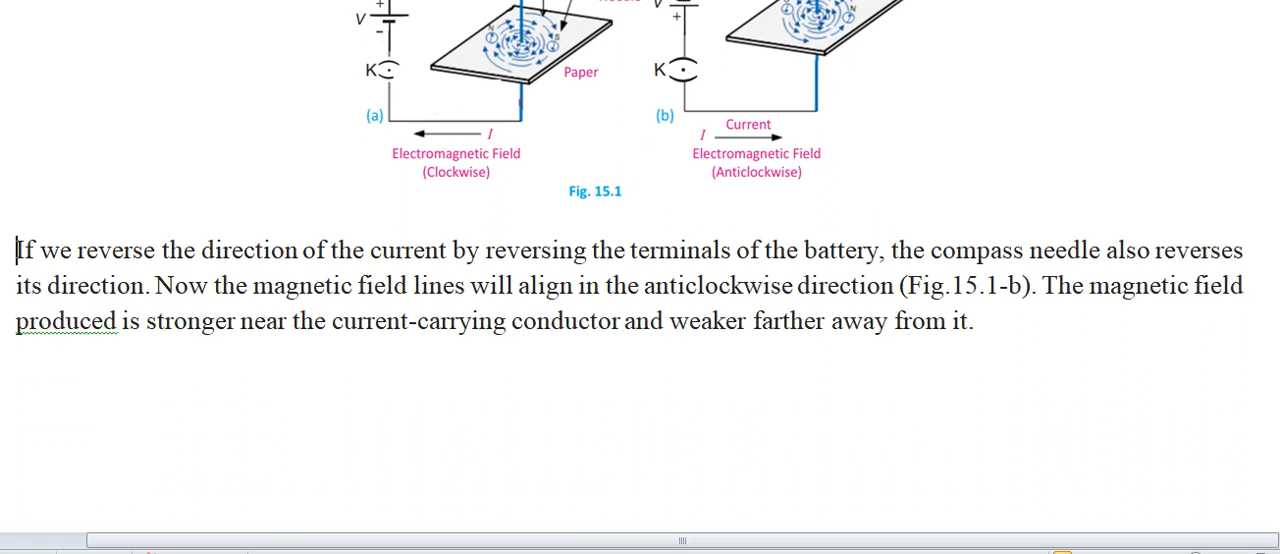 V + -
V +
N
S
N
K
Paper
K
(a)
I
(b)
I Current
Electromagnetic Field
(Clockwise)
Electromagnetic Field
(Anticlockwise)
Fig. 15.1
If we reverse the direction of the current by reversing the terminals of the battery, the compass needle also reverses
its direction. Now the magnetic field lines will align in the anticlockwise direction (Fig.15.1-b). The magnetic field
produced is stronger near the current-carrying conductor and weaker farther away from it.